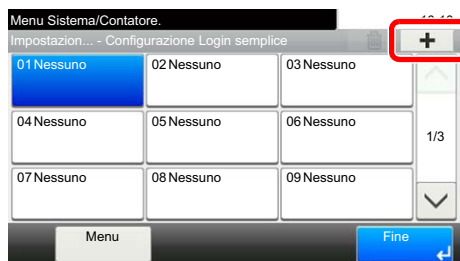 Menu Sistema/Contatore.
Impostazion... - Configurazione Login semplice
01 Nessuno
02 Nessuno
03 Nessuno
04 Nessuno
05 Nessuno
06 Nessuno
1/3
07 Nessuno
08 Nessuno
09 Nessuno
Menu
Fine